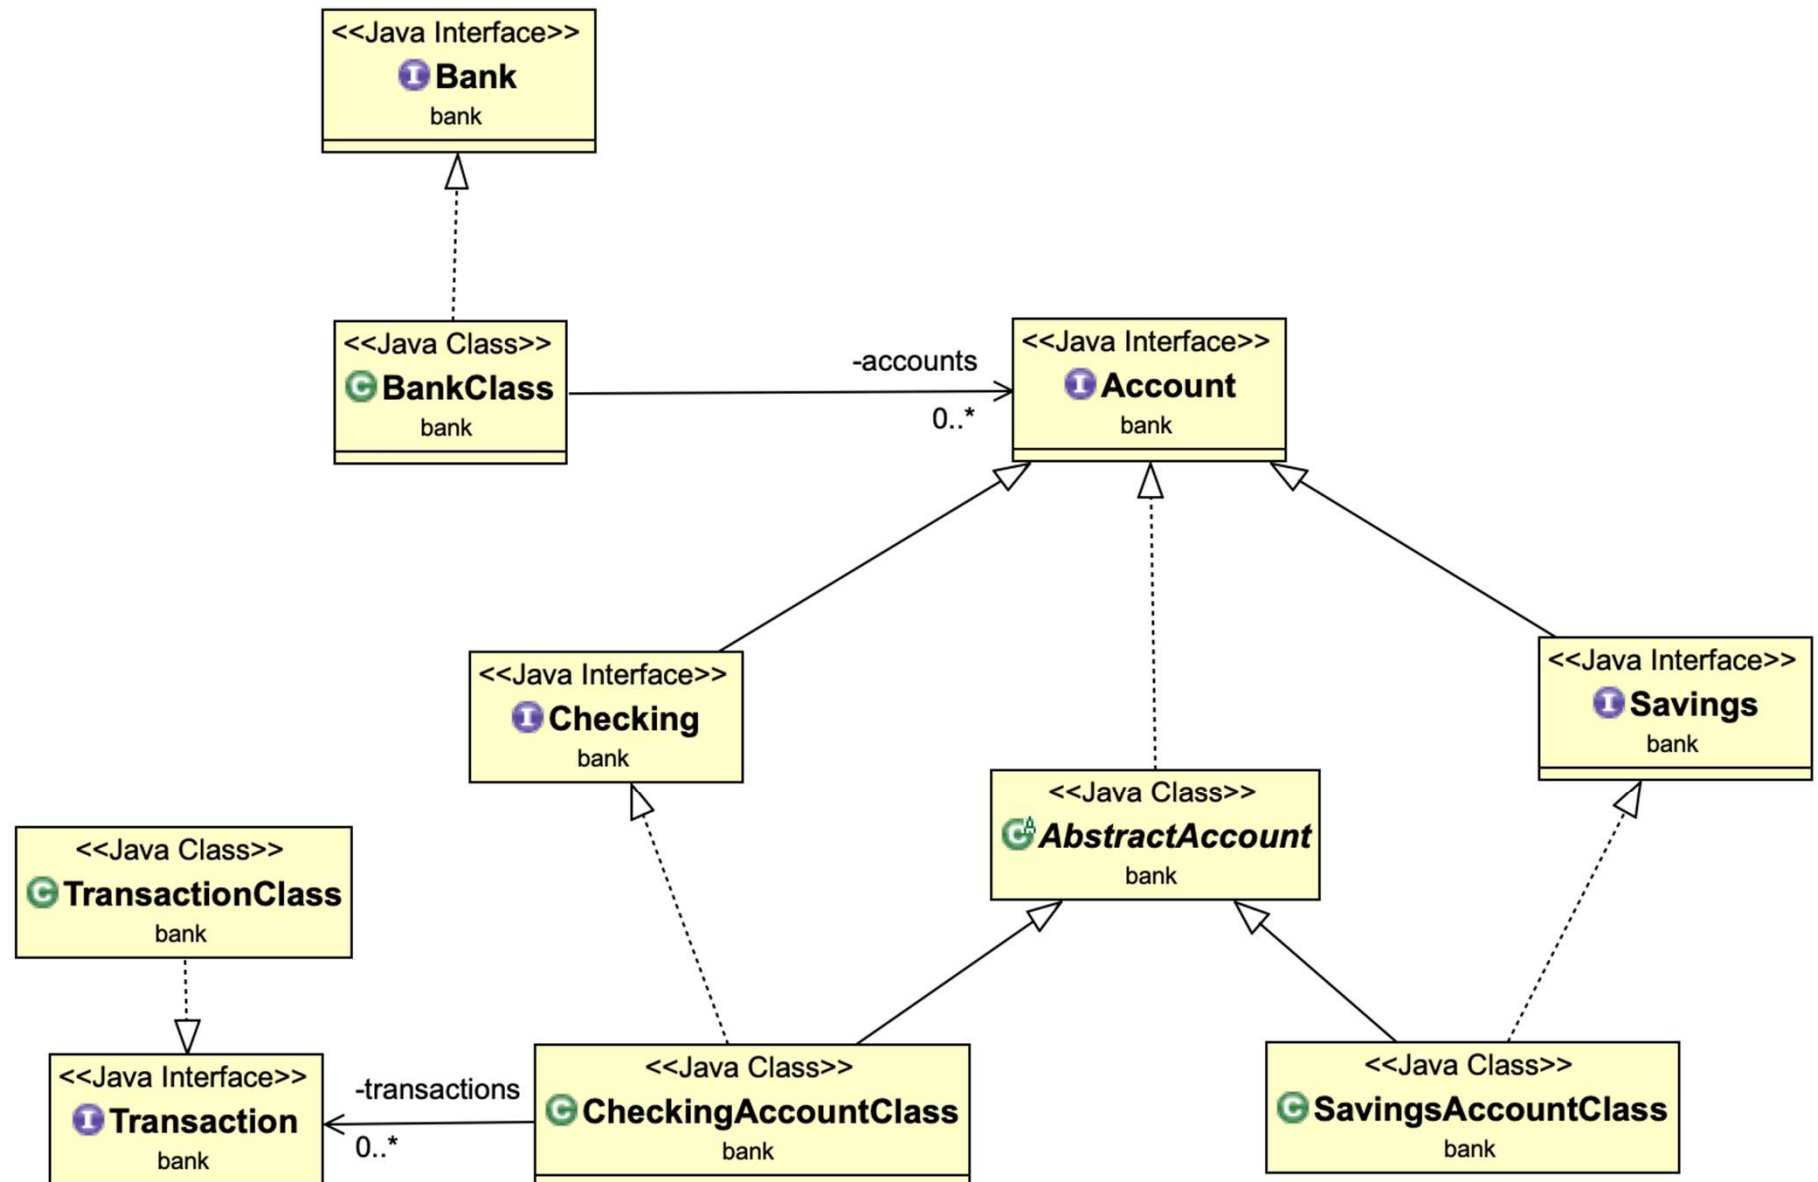 <<Java Interface>>
Bank
bank
<<Java Class>>
BankClass
bank
-accounts
0..*
<<Java Interface>>
Account
bank
<<Java Interface>>
Checking
bank
<<Java Interface>>
Savings
bank
<<Java Class>>
AbstractAccount
bank
<<Java Class>>
TransactionClass
bank
<<Java Interface>>
Transaction
bank
-transactions
0..*
<<Java Class>>
CheckingAccountClass
bank
<<Java Class>>
SavingsAccountClass
bank